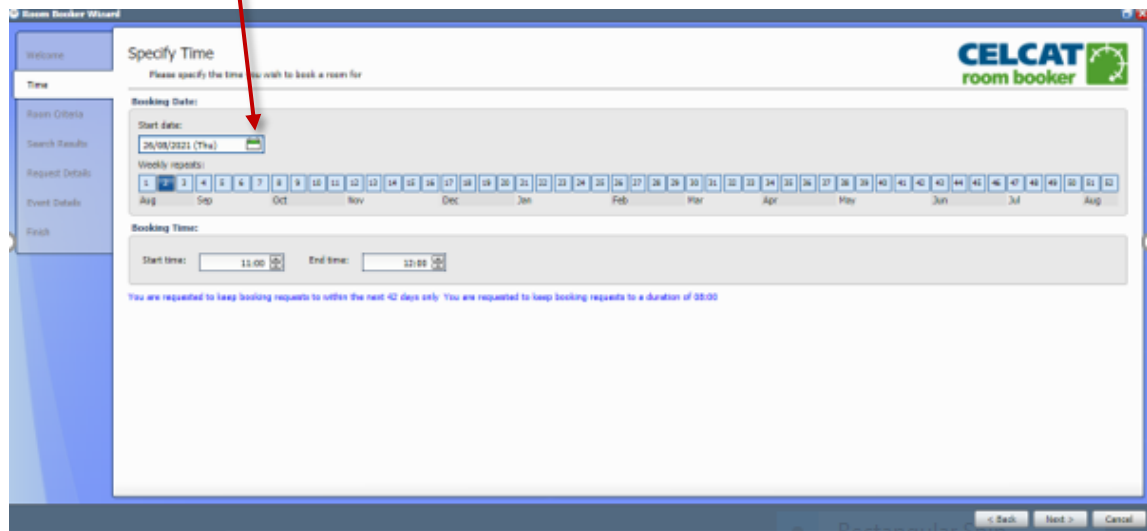 Room Booker Wizard
Welcome
Time
Room Criteria
Search Results
Request Details
Event Details
Finish
Specify Time
Please specify the time you wish to book a room for
CELCAT
room booker
Booking Date:
Start date:
26/08/2021 (Thu)
Weekly repeats:
1 2 3 4 5 6 7 8 9 10 11 12 13 14 15 16 17 18 19 20 21 22 23 24 25 26 27 28 29 30 31 32 33 34 35 36 37 38 39 40 41 42 43 44 45 46 47 48 49 50 51 52
Aug Sep Oct Nov Dec Jan Feb Mar Apr May Jun Jul Aug
Booking Time:
Start time: 11:00 End time: 12:00
You are requested to keep booking requests to within the next 42 days only You are requested to keep booking requests to a duration of 08:00
< Back Next > Cancel